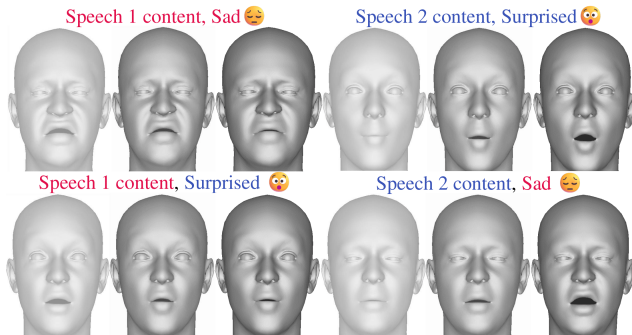 Speech 1 content, Sad 😔
Speech 2 content, Surprised 😲
Speech 1 content, Surprised 😲
Speech 2 content, Sad 😔